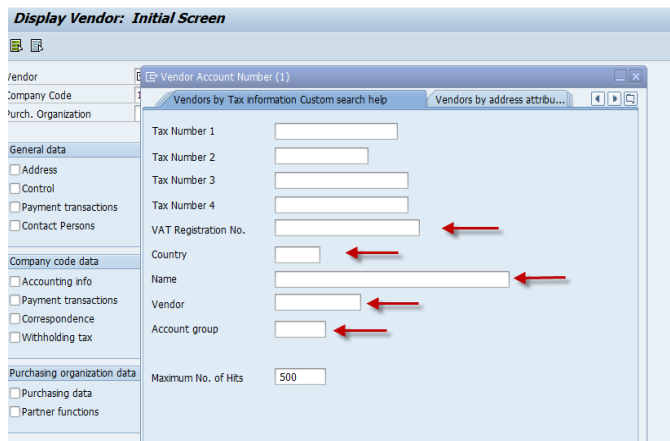 Display Vendor: Initial Screen
Vendor
Company Code
Purch. Organization
General data
Address
Control
Payment transactions
Contact Persons
Company code data
Accounting info
Payment transactions
Correspondence
Withholding tax
Purchasing organization data
Purchasing data
Partner functions
Vendor Account Number (1)
Vendors by Tax information Custom search help
Vendors by address attribu...
Tax Number 1
Tax Number 2
Tax Number 3
Tax Number 4
VAT Registration No.
Country
Name
Vendor
Account group
Maximum No. of Hits 500